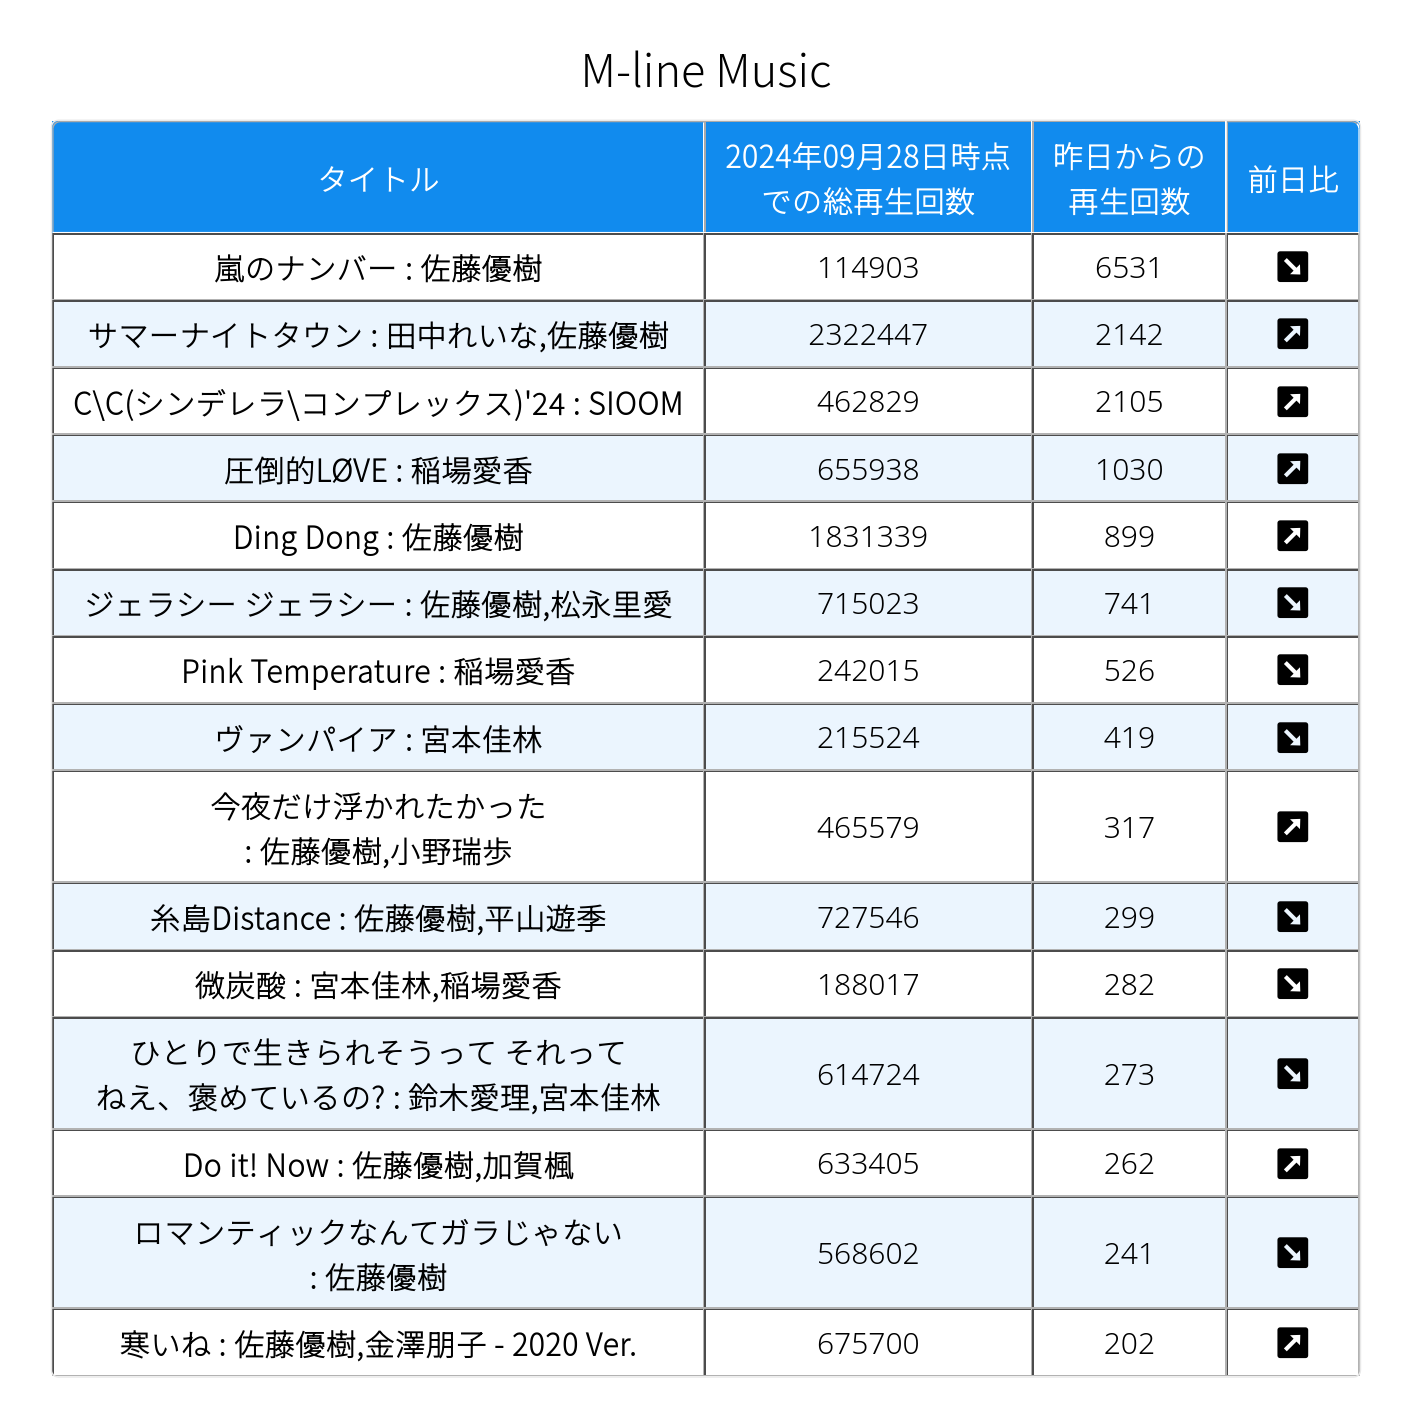 M-line Music
タイトル
2024年09月28日時点
での総再生回数
昨日からの
再生回数
前日比
嵐のナンバー : 佐藤優樹 114903 6531 ↘
サマーナイトタウン : 田中れいな,佐藤優樹 2322447 2142 ↗
C\C(シンデレラ\コンプレックス)'24 : SIOOM 462829 2105 ↗
圧倒的LØVE : 稲場愛香 655938 1030 ↗
Ding Dong : 佐藤優樹 1831339 899 ↗
ジェラシー ジェラシー : 佐藤優樹,松永里愛 715023 741 ↘
Pink Temperature : 稲場愛香 242015 526 ↘
ヴァンパイア : 宮本佳林 215524 419 ↘
今夜だけ浮かれたかった
: 佐藤優樹,小野瑞歩 465579 317 ↗
糸島Distance : 佐藤優樹,平山遊季 727546 299 ↘
微炭酸 : 宮本佳林,稲場愛香 188017 282 ↘
ひとりで生きられそうって それって
ねえ、褒めているの? : 鈴木愛理,宮本佳林 614724 273 ↘
Do it! Now : 佐藤優樹,加賀楓 633405 262 ↗
ロマンティックなんてガラじゃない
: 佐藤優樹 568602 241 ↘
寒いね : 佐藤優樹,金澤朋子 - 2020 Ver. 675700 202 ↗